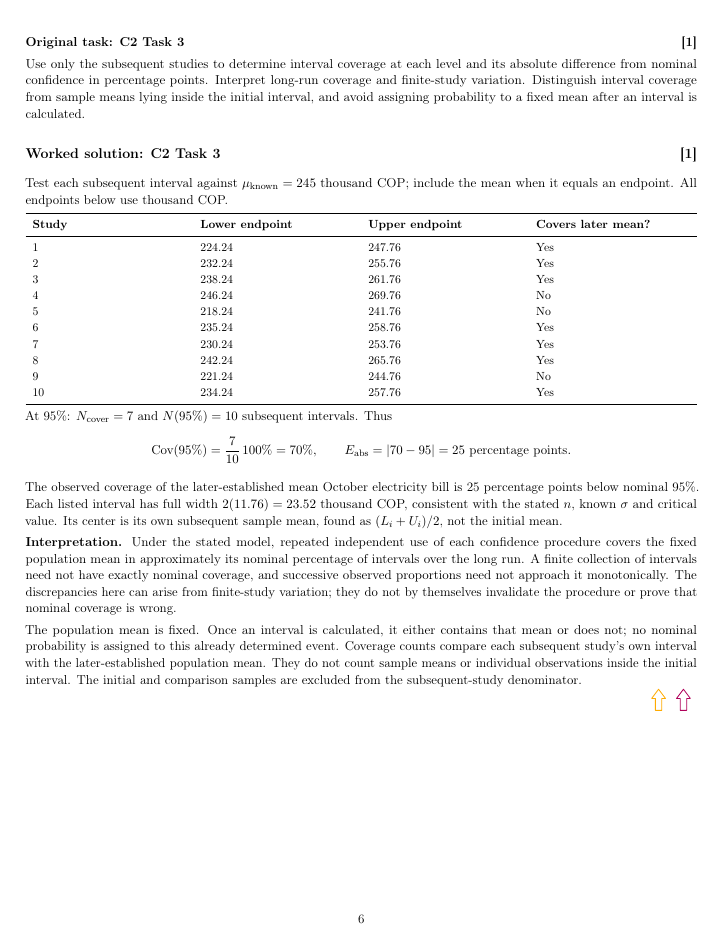 Original task: C2 Task 3 [1]
Use only the subsequent studies to determine interval coverage at each level and its absolute difference from nominal
confidence in percentage points. Interpret long-run coverage and finite-study variation. Distinguish interval coverage
from sample means lying inside the initial interval, and avoid assigning probability to a fixed mean after an interval is
calculated.
Worked solution: C2 Task 3 [1]
Test each subsequent interval against μknown = 245 thousand COP; include the mean when it equals an endpoint. All
endpoints below use thousand COP.
Study Lower endpoint Upper endpoint Covers later mean?
1 224.24 247.76 Yes
2 232.24 255.76 Yes
3 238.24 261.76 Yes
4 246.24 269.76 No
5 218.24 241.76 No
6 235.24 258.76 Yes
7 230.24 253.76 Yes
8 242.24 265.76 Yes
9 221.24 244.76 No
10 234.24 257.76 Yes
At 95%: Ncover = 7 and N(95%) = 10 subsequent intervals. Thus
Cov(95%) = 7/10 100% = 70%, Eabs = |70 − 95| = 25 percentage points.
The observed coverage of the later-established mean October electricity bill is 25 percentage points below nominal 95%.
Each listed interval has full width 2(11.76) = 23.52 thousand COP, consistent with the stated n, known σ and critical
value. Its center is its own subsequent sample mean, found as (Li + Ui)/2, not the initial mean.
Interpretation. Under the stated model, repeated independent use of each confidence procedure covers the fixed
population mean in approximately its nominal percentage of intervals over the long run. A finite collection of intervals
need not have exactly nominal coverage, and successive observed proportions need not approach it monotonically. The
discrepancies here can arise from finite-study variation; they do not by themselves invalidate the procedure or prove that
nominal coverage is wrong.
The population mean is fixed. Once an interval is calculated, it either contains that mean or does not; no nominal
probability is assigned to this already determined event. Coverage counts compare each subsequent study's own interval
with the later-established population mean. They do not count sample means or individual observations inside the initial
interval. The initial and comparison samples are excluded from the subsequent-study denominator.
6